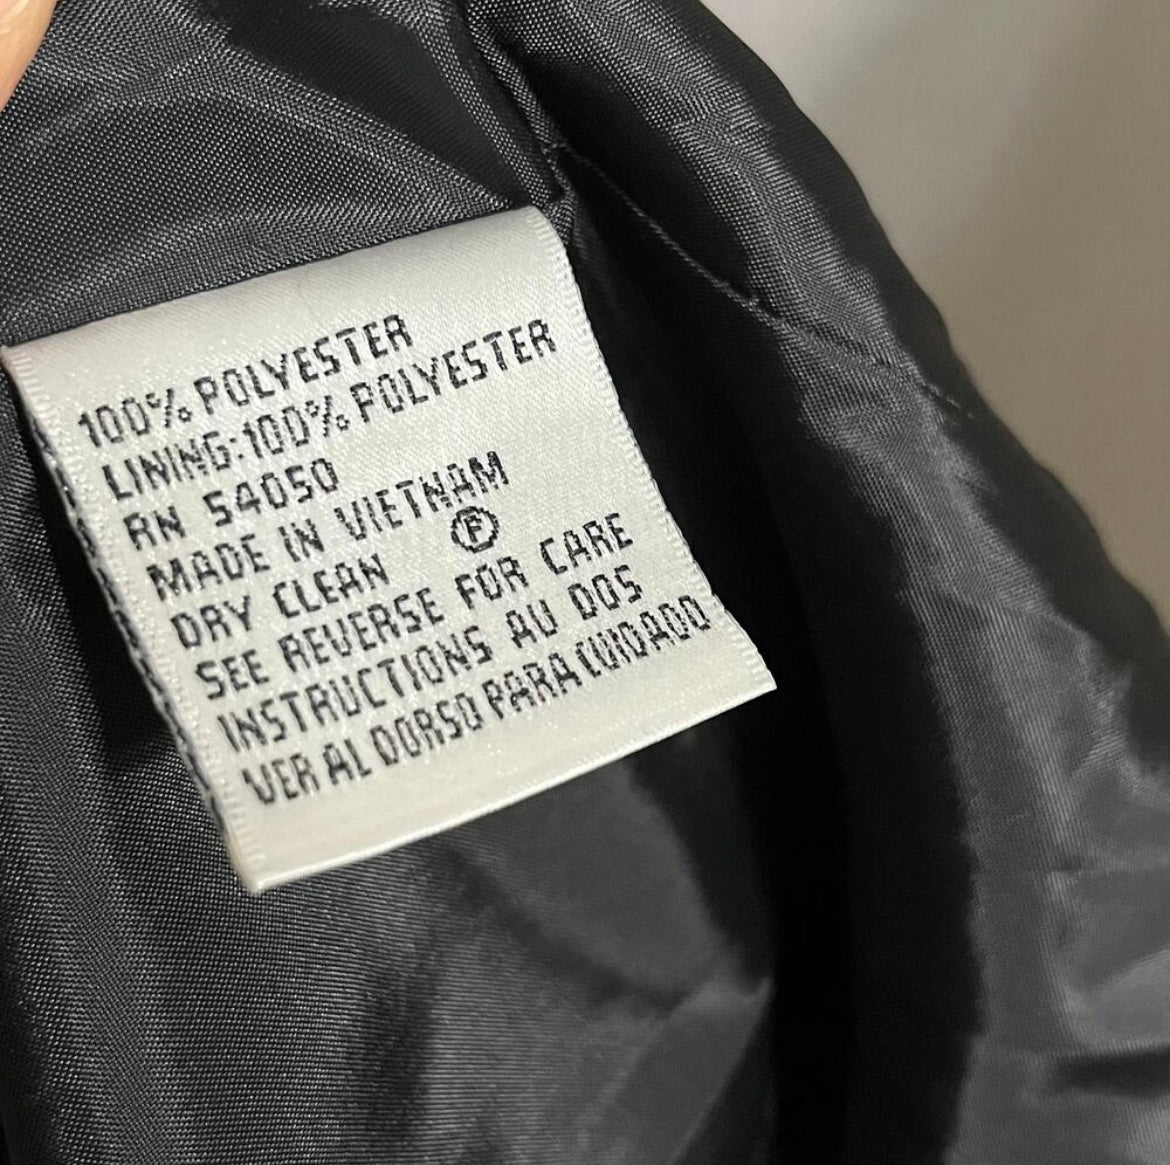 100% POLYESTER
LINING:100% POLYESTER
RN 54050
MADE IN VIETNAM
DRY CLEAN Ⓟ
SEE REVERSE FOR CARE
INSTRUCTIONS AU DOS
VER AL DORSO PARA CUIDADO